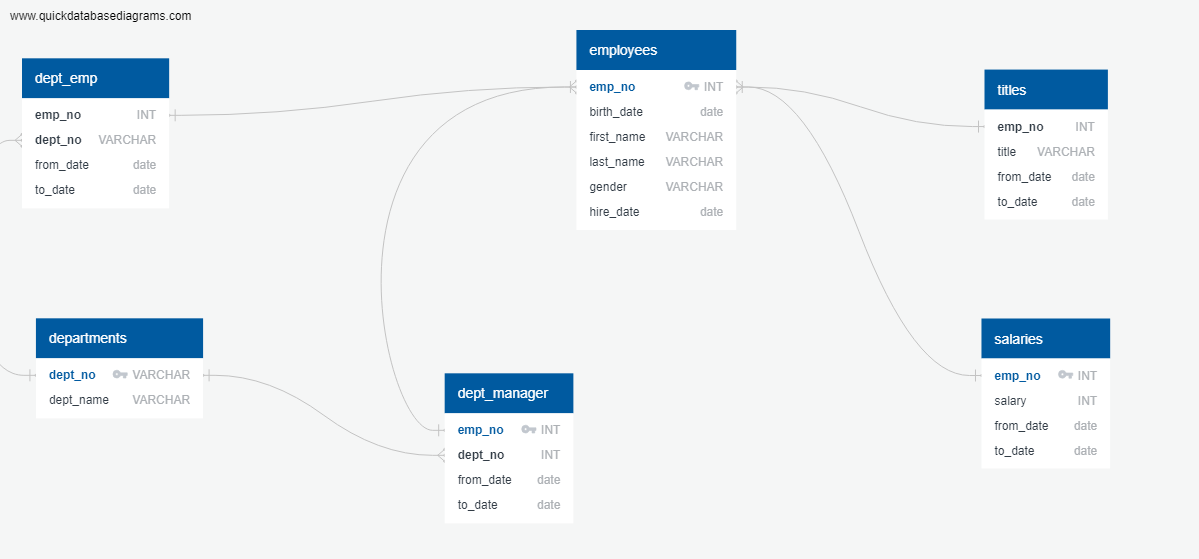 www.quickdatabasediagrams.com
dept_emp
emp_no INT
dept_no VARCHAR
from_date date
to_date date
employees
emp_no INT
birth_date date
first_name VARCHAR
last_name VARCHAR
gender VARCHAR
hire_date date
titles
emp_no INT
title VARCHAR
from_date date
to_date date
departments
dept_no VARCHAR
dept_name VARCHAR
dept_manager
emp_no INT
dept_no INT
from_date date
to_date date
salaries
emp_no INT
salary INT
from_date date
to_date date